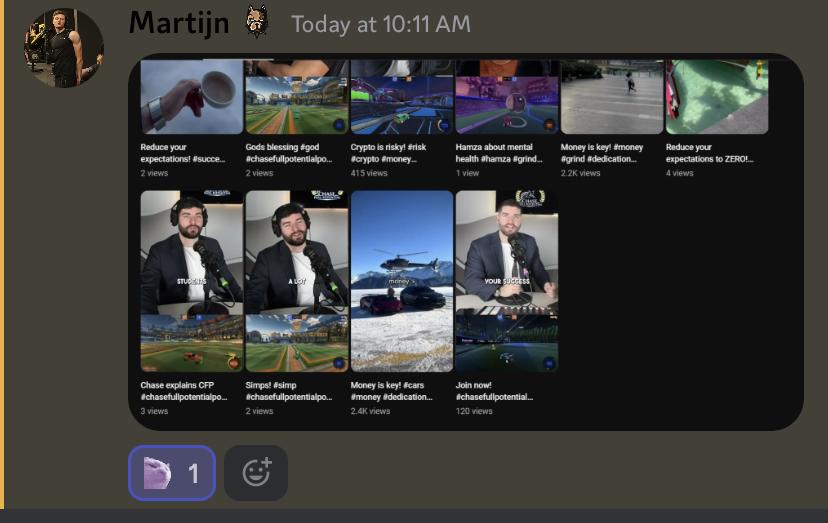 Martijn Today at 10:11 AM
Reduce your
expectations! #succe...
2 views
Gods blessing #god
#chasefullpotentialpo...
2 views
Crypto is risky! #risk
#crypto #money...
415 views
Hamza about mental
health #hamza #grind...
1 view
Money is key! #money
#grind #dedication...
2.2K views
Reduce your
expectations to ZERO!...
4 views
STUDENTS
A LOT
money
CHASE
YOUR SUCCESS
Chase explains CFP
#chasefullpotentialpo...
3 views
Simps! #simp
#chasefullpotentialpo...
2 views
Money is key! #cars
#money #dedication...
2.4K views
Join now!
#chasefullpotential...
120 views
1